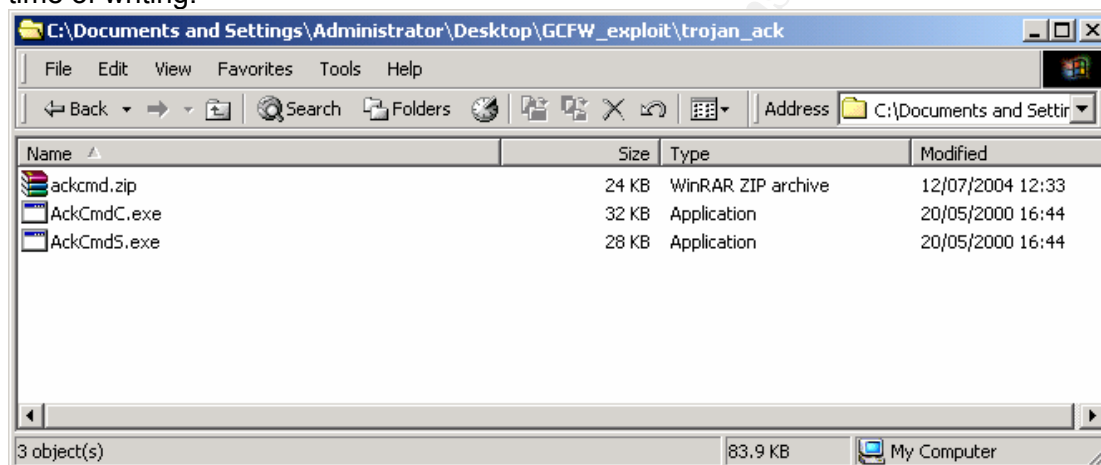 time of writing.
C:\Documents and Settings\Administrator\Desktop\GCFW_exploit\trojan_ack
File Edit View Favorites Tools Help
Back Search Folders Address C:\Documents and Settir
Name Size Type Modified
ackcmd.zip 24 KB WinRAR ZIP archive 12/07/2004 12:33
AckCmdC.exe 32 KB Application 20/05/2000 16:44
AckCmdS.exe 28 KB Application 20/05/2000 16:44
3 object(s) 83.9 KB My Computer